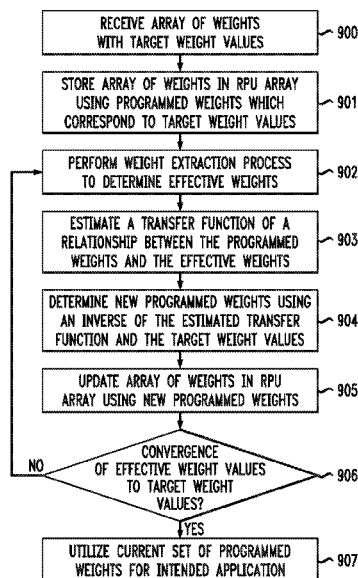 RECEIVE ARRAY OF WEIGHTS
WITH TARGET WEIGHT VALUES
900
STORE ARRAY OF WEIGHTS IN RPU ARRAY
USING PROGRAMMED WEIGHTS WHICH
CORRESPOND TO TARGET WEIGHT VALUES
901
PERFORM WEIGHT EXTRACTION PROCESS
TO DETERMINE EFFECTIVE WEIGHTS
902
ESTIMATE A TRANSFER FUNCTION OF A
RELATIONSHIP BETWEEN THE PROGRAMMED
WEIGHTS AND THE EFFECTIVE WEIGHTS
903
DETERMINE NEW PROGRAMMED WEIGHTS USING
AN INVERSE OF THE ESTIMATED TRANSFER
FUNCTION AND THE TARGET WEIGHT VALUES
904
UPDATE ARRAY OF WEIGHTS IN RPU
ARRAY USING NEW PROGRAMMED WEIGHTS
905
NO
CONVERGENCE
OF EFFECTIVE WEIGHT VALUES
TO TARGET WEIGHT
VALUES?
906
YES
UTILIZE CURRENT SET OF PROGRAMMED
WEIGHTS FOR INTENDED APPLICATION
907